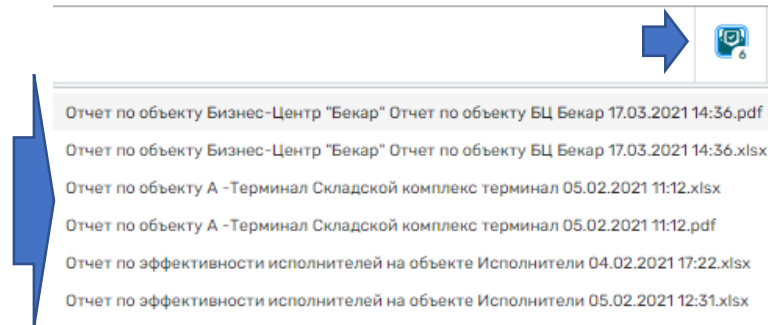 6
Отчет по объекту Бизнес-Центр "Бекар" Отчет по объекту БЦ Бекар 17.03.2021 14:36.pdf
Отчет по объекту Бизнес-Центр "Бекар" Отчет по объекту БЦ Бекар 17.03.2021 14:36.xlsx
Отчет по объекту А -Терминал Складской комплекс терминал 05.02.2021 11:12.xlsx
Отчет по объекту А -Терминал Складской комплекс терминал 05.02.2021 11:12.pdf
Отчет по эффективности исполнителей на объекте Исполнители 04.02.2021 17:22.xlsx
Отчет по эффективности исполнителей на объекте Исполнители 05.02.2021 12:31.xlsx